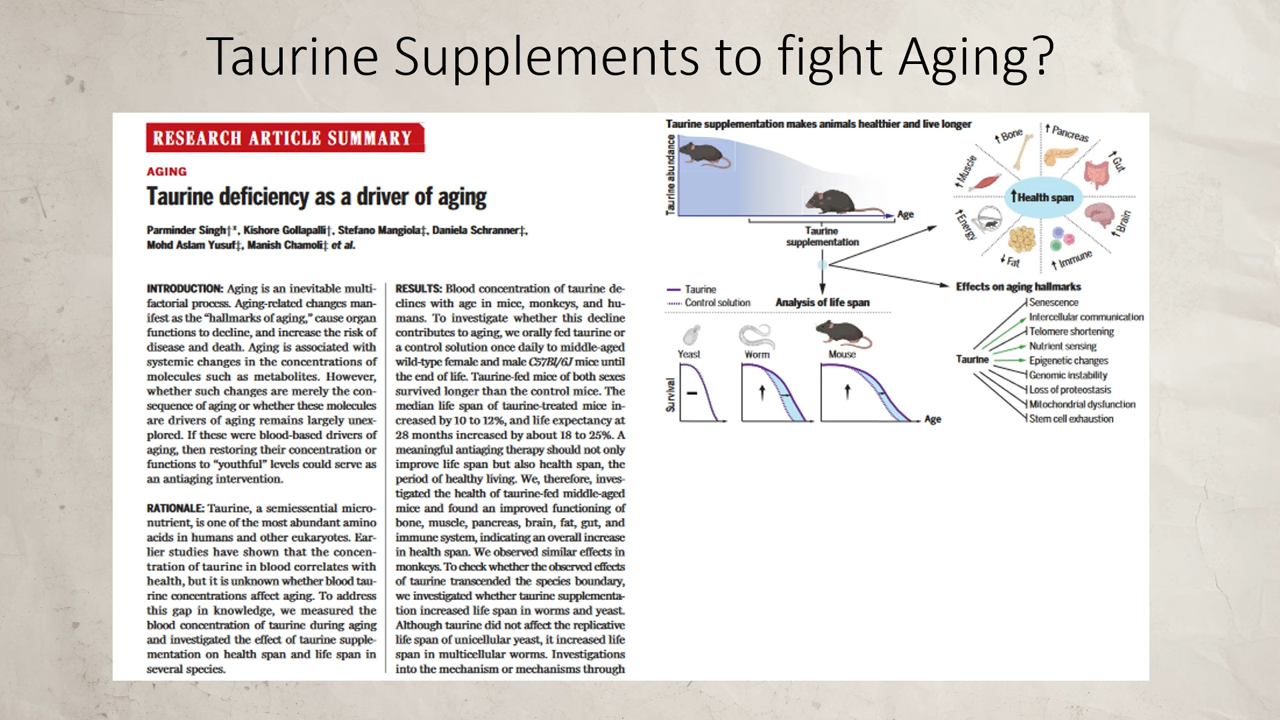 Taurine Supplements to fight Aging?
RESEARCH ARTICLE SUMMARY
AGING
Taurine deficiency as a driver of aging
Parminder Singh†*, Kishore Gollapalli†, Stefano Mangiola‡, Daniela Schranner‡,
Mohd Aslam Yusuf‡, Manish Chamoli‡ et al.
INTRODUCTION: Aging is an inevitable multi-
factorial process. Aging-related changes man-
ifest as the “hallmarks of aging,” cause organ
functions to decline, and increase the risk of
disease and death. Aging is associated with
systemic changes in the concentrations of
molecules such as metabolites. However,
whether such changes are merely the con-
sequence of aging or whether these molecules
are drivers of aging remains largely unex-
plored. If these were blood-based drivers of
aging, then restoring their concentration or
functions to “youthful” levels could serve as
an antiaging intervention.
RATIONALE: Taurine, a semiessential micro-
nutrient, is one of the most abundant amino
acids in humans and other eukaryotes. Ear-
lier studies have shown that the concen-
tration of taurine in blood correlates with
health, but it is unknown whether blood tau-
rine concentrations affect aging. To address
this gap in knowledge, we measured the
blood concentration of taurine during aging
and investigated the effect of taurine supple-
mentation on health span and life span in
several species.
RESULTS: Blood concentration of taurine de-
clines with age in mice, monkeys, and hu-
mans. To investigate whether this decline
contributes to aging, we orally fed taurine or
a control solution once daily to middle-aged
wild-type female and male C57Bl/6J mice until
the end of life. Taurine-fed mice of both sexes
survived longer than the control mice. The
median life span of taurine-treated mice in-
creased by 10 to 12%, and life expectancy at
28 months increased by about 18 to 25%. A
meaningful antiaging therapy should not only
improve life span but also health span, the
period of healthy living. We, therefore, inves-
tigated the health of taurine-fed middle-aged
mice and found an improved functioning of
bone, muscle, pancreas, brain, fat, gut, and
immune system, indicating an overall increase
in health span. We observed similar effects in
monkeys. To check whether the observed effects
of taurine transcended the species boundary,
we investigated whether taurine supplementa-
tion increased life span in worms and yeast.
Although taurine did not affect the replicative
life span of unicellular yeast, it increased life
span in multicellular worms. Investigations
into the mechanism or mechanisms through
Taurine supplementation makes animals healthier and live longer
Taurine abundance
Age
Taurine
supplementation
↑Bone
↑Pancreas
↑Gut
↑Brain
↑Immune
↓Fat
↑Energy
↑Muscle
↑Health span
Taurine
Control solution
Analysis of life span
Yeast
Worm
Mouse
Survival
Age
Effects on aging hallmarks
Taurine
Senescence
Intercellular communication
Telomere shortening
Nutrient sensing
Epigenetic changes
Genomic instability
Loss of proteostasis
Mitochondrial dysfunction
Stem cell exhaustion